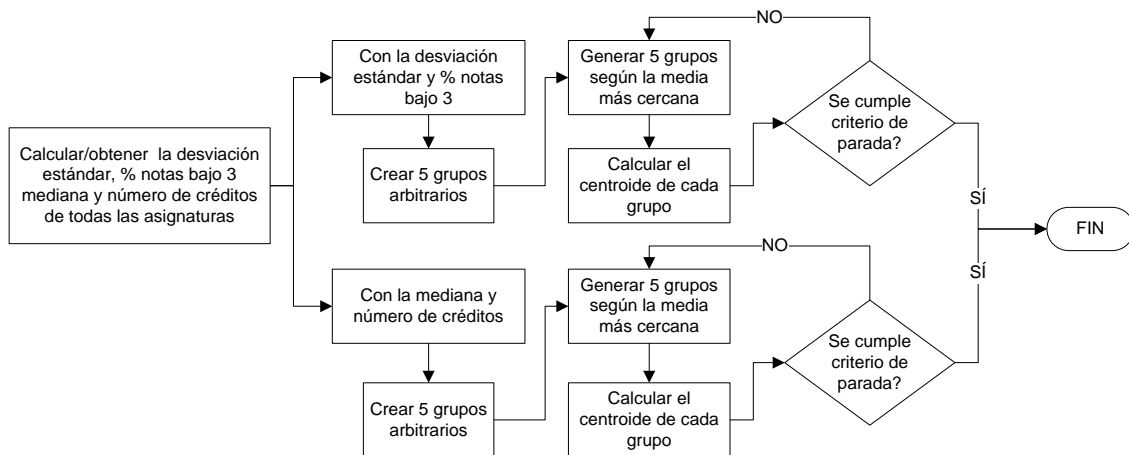 Calcular/obtener la desviación
estándar, % notas bajo 3
mediana y número de créditos
de todas las asignaturas
Con la desviación
estándar y % notas
bajo 3
Crear 5 grupos
arbitrarios
Generar 5 grupos
según la media
más cercana
Calcular el
centroide de cada
grupo
NO
Se cumple
criterio de
parada?
SÍ
Con la mediana y
número de créditos
Crear 5 grupos
arbitrarios
Generar 5 grupos
según la media
más cercana
Calcular el
centroide de cada
grupo
NO
Se cumple
criterio de
parada?
SÍ
FIN